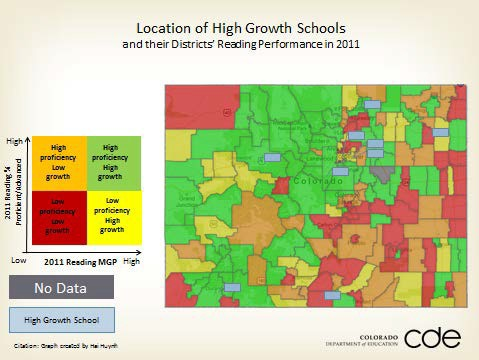 Location of High Growth Schools
and their Districts' Reading Performance in 2011
High
High
proficiency
Low
growth
High
proficiency
High
growth
Low
proficiency
Low
growth
Low
proficiency
High
growth
2011 Reading %
Proficient/Advanced
Low
2011 Reading MGP
High
No Data
High Growth School
Colorado
Citation: Graph created by Hai Huynh
COLORADO
DEPARTMENT of EDUCATION
cde